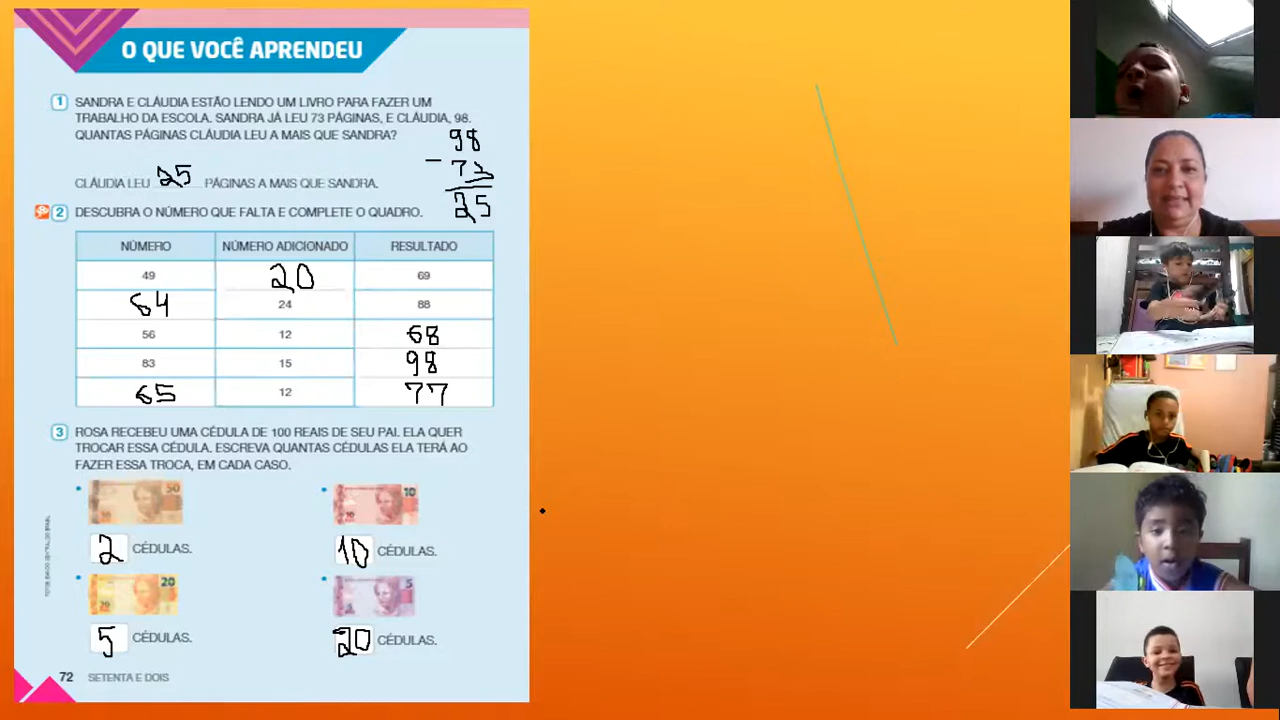 O QUE VOCÊ APRENDEU
1 SANDRA E CLÁUDIA ESTÃO LENDO UM LIVRO PARA FAZER UM
TRABALHO DA ESCOLA. SANDRA JÁ LEU 73 PÁGINAS, E CLÁUDIA, 98.
QUANTAS PÁGINAS CLÁUDIA LEU A MAIS QUE SANDRA?
98
- 73
25
CLÁUDIA LEU 25 PÁGINAS A MAIS QUE SANDRA.
2 DESCUBRA O NÚMERO QUE FALTA E COMPLETE O QUADRO.
NÚMERO NÚMERO ADICIONADO RESULTADO
49 20 69
64 24 88
56 12 68
83 15 98
65 12 77
3 ROSA RECEBEU UMA CÉDULA DE 100 REAIS DE SEU PAI. ELA QUER
TROCAR ESSA CÉDULA. ESCREVA QUANTAS CÉDULAS ELA TERÁ AO
FAZER ESSA TROCA, EM CADA CASO.
50
10
2 CÉDULAS.
10 CÉDULAS.
20
5
5 CÉDULAS.
20 CÉDULAS.
72 SETENTA E DOIS